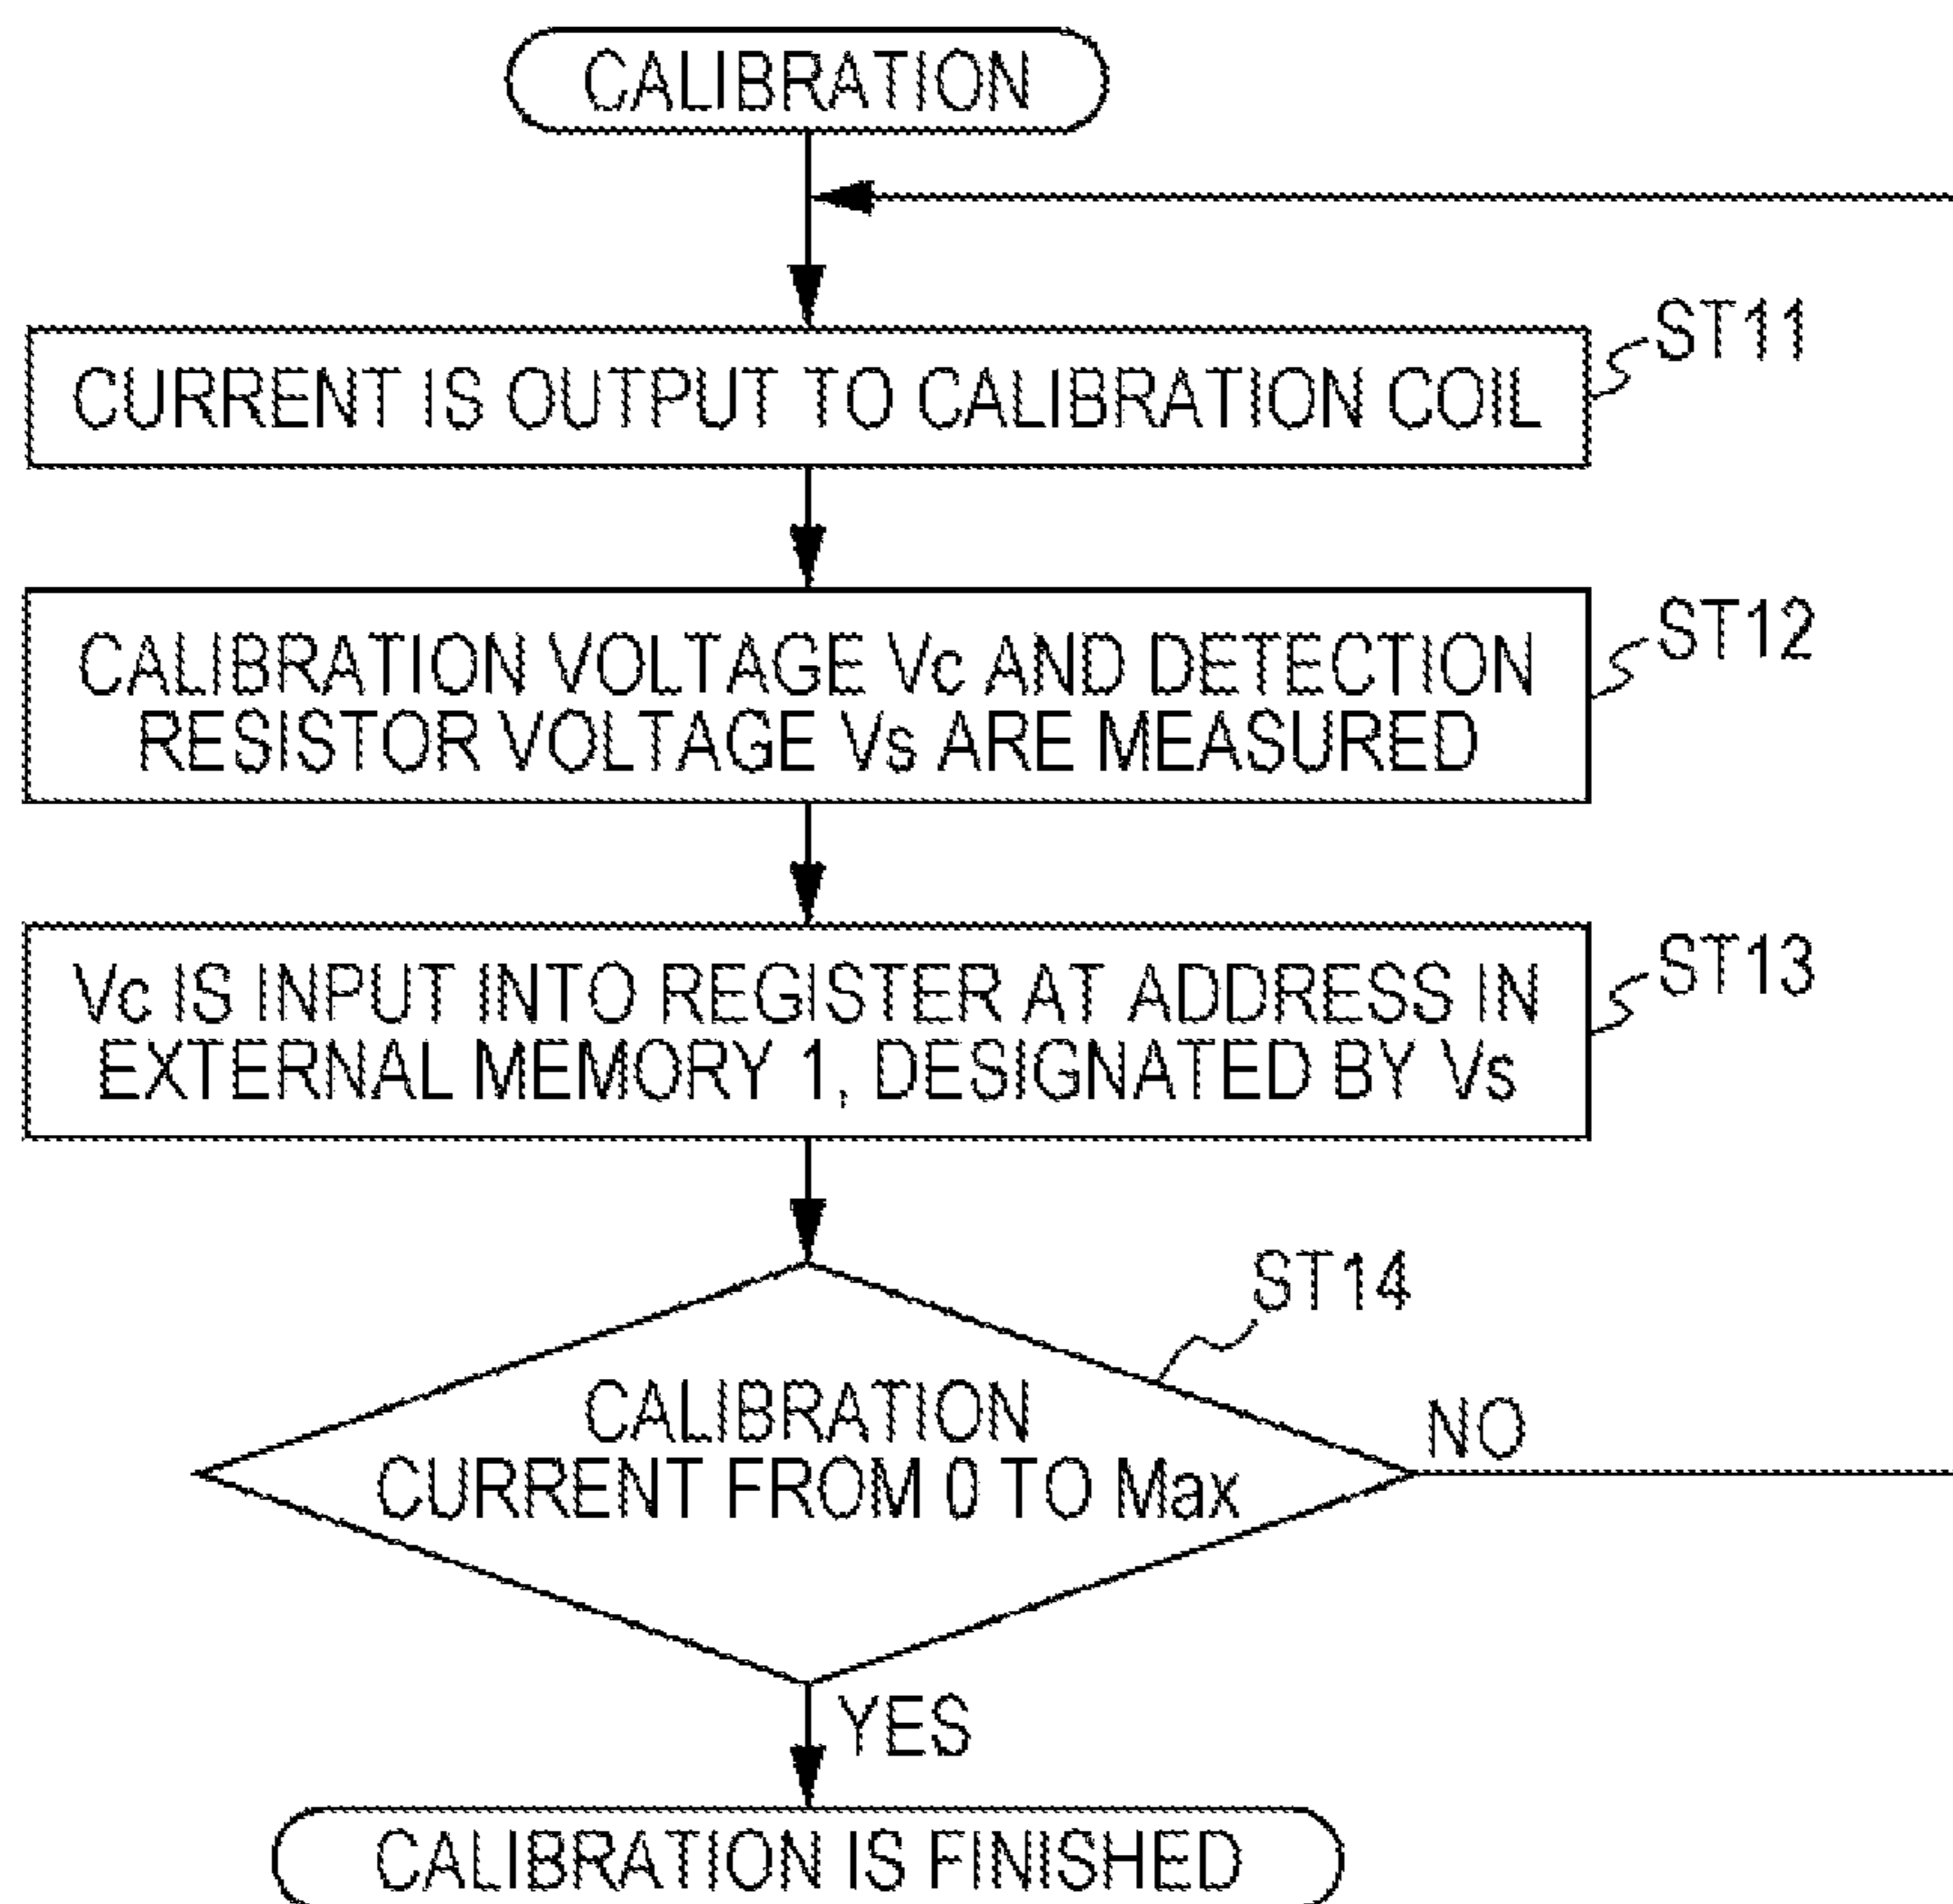 CALIBRATION
CURRENT IS OUTPUT TO CALIBRATION COIL
ST11
CALIBRATION VOLTAGE Vc AND DETECTION
RESISTOR VOLTAGE Vs ARE MEASURED
ST12
Vc IS INPUT INTO REGISTER AT ADDRESS IN
EXTERNAL MEMORY 1, DESIGNATED BY Vs
ST13
ST14
CALIBRATION
CURRENT FROM 0 TO Max
NO
YES
CALIBRATION IS FINISHED